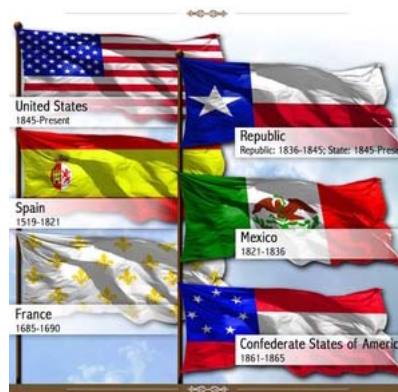 United States
1845-Present
Republic
Republic: 1836-1845; State: 1845-Prese
Spain
1519-1821
Mexico
1821-1836
France
1685-1690
Confederate States of Americ
1861-1865